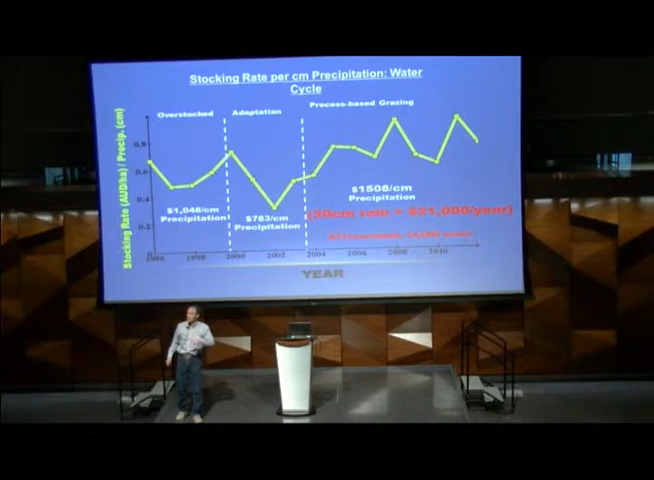 Stocking Rate per cm Precipitation: Water
Cycle
Overstocked
Adaptation
Process-based Grazing
Stocking Rate (AUD/ha) / Precip. (cm)
0.8
0.6
0.4
0.2
$1,048/cm
Precipitation
$783/cm
Precipitation
$1508/cm
Precipitation
(30cm rain = $21,000/year)
1996
1998
2000
2002
2004
2006
2008
2010
YEAR